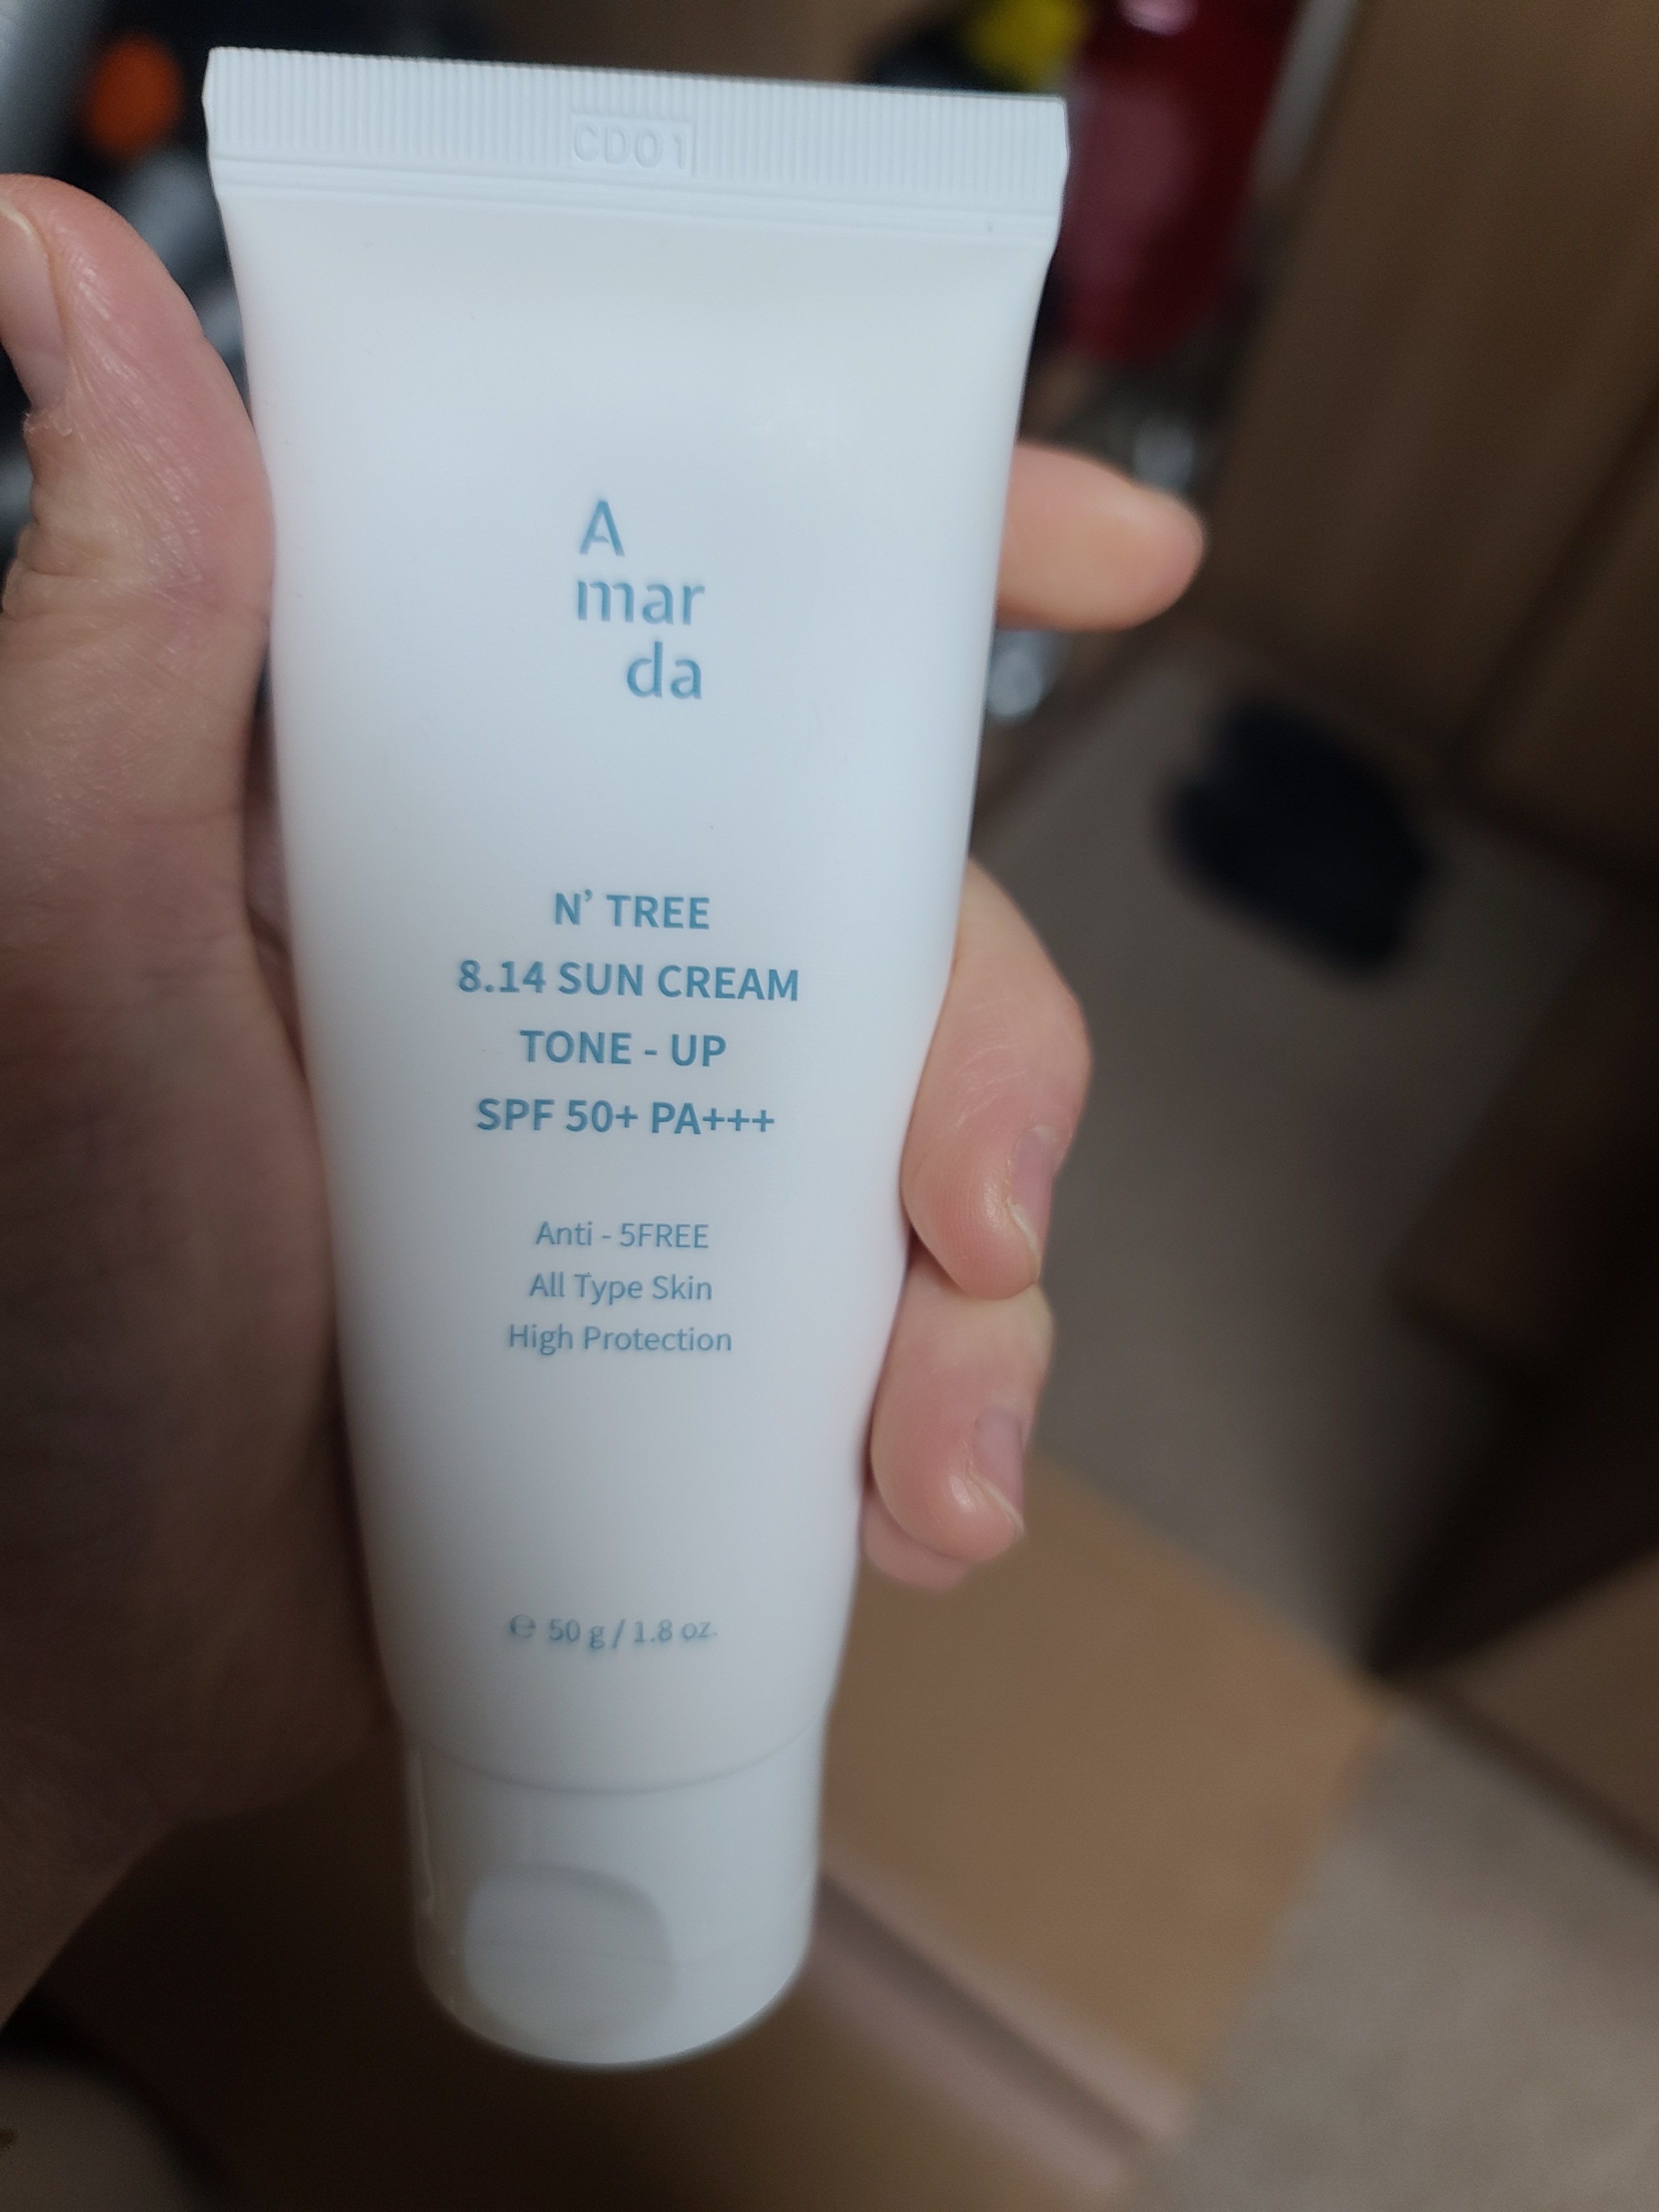 CD01
A
mar
da
N’ TREE
8.14 SUN CREAM
TONE - UP
SPF 50+ PA+++
Anti - 5FREE
All Type Skin
High Protection
℮ 50 g / 1.8 oz.